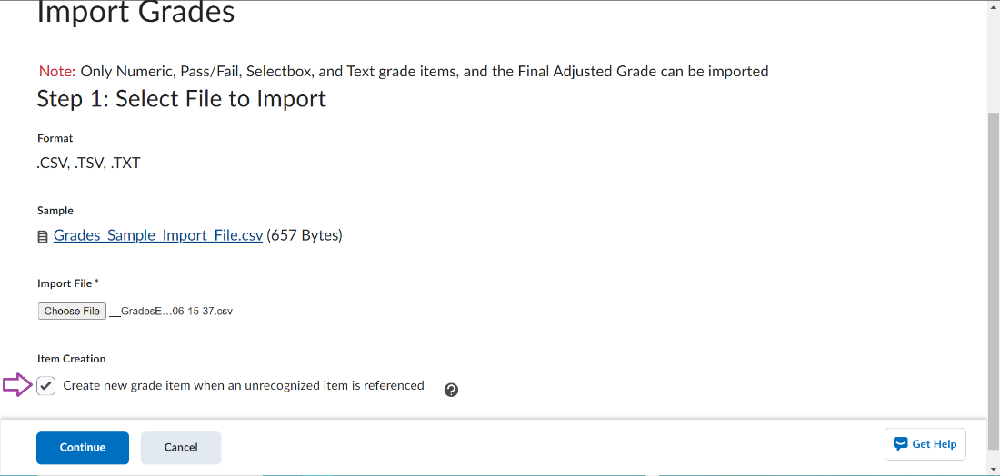 Import Grades
Note: Only Numeric, Pass/Fail, Selectbox, and Text grade items, and the Final Adjusted Grade can be imported
Step 1: Select File to Import
Format
.CSV, .TSV, .TXT
Sample
Grades_Sample_Import_File.csv (657 Bytes)
Import File *
Choose File __GradesE...06-15-37.csv
Item Creation
Create new grade item when an unrecognized item is referenced ?
Continue Cancel Get Help